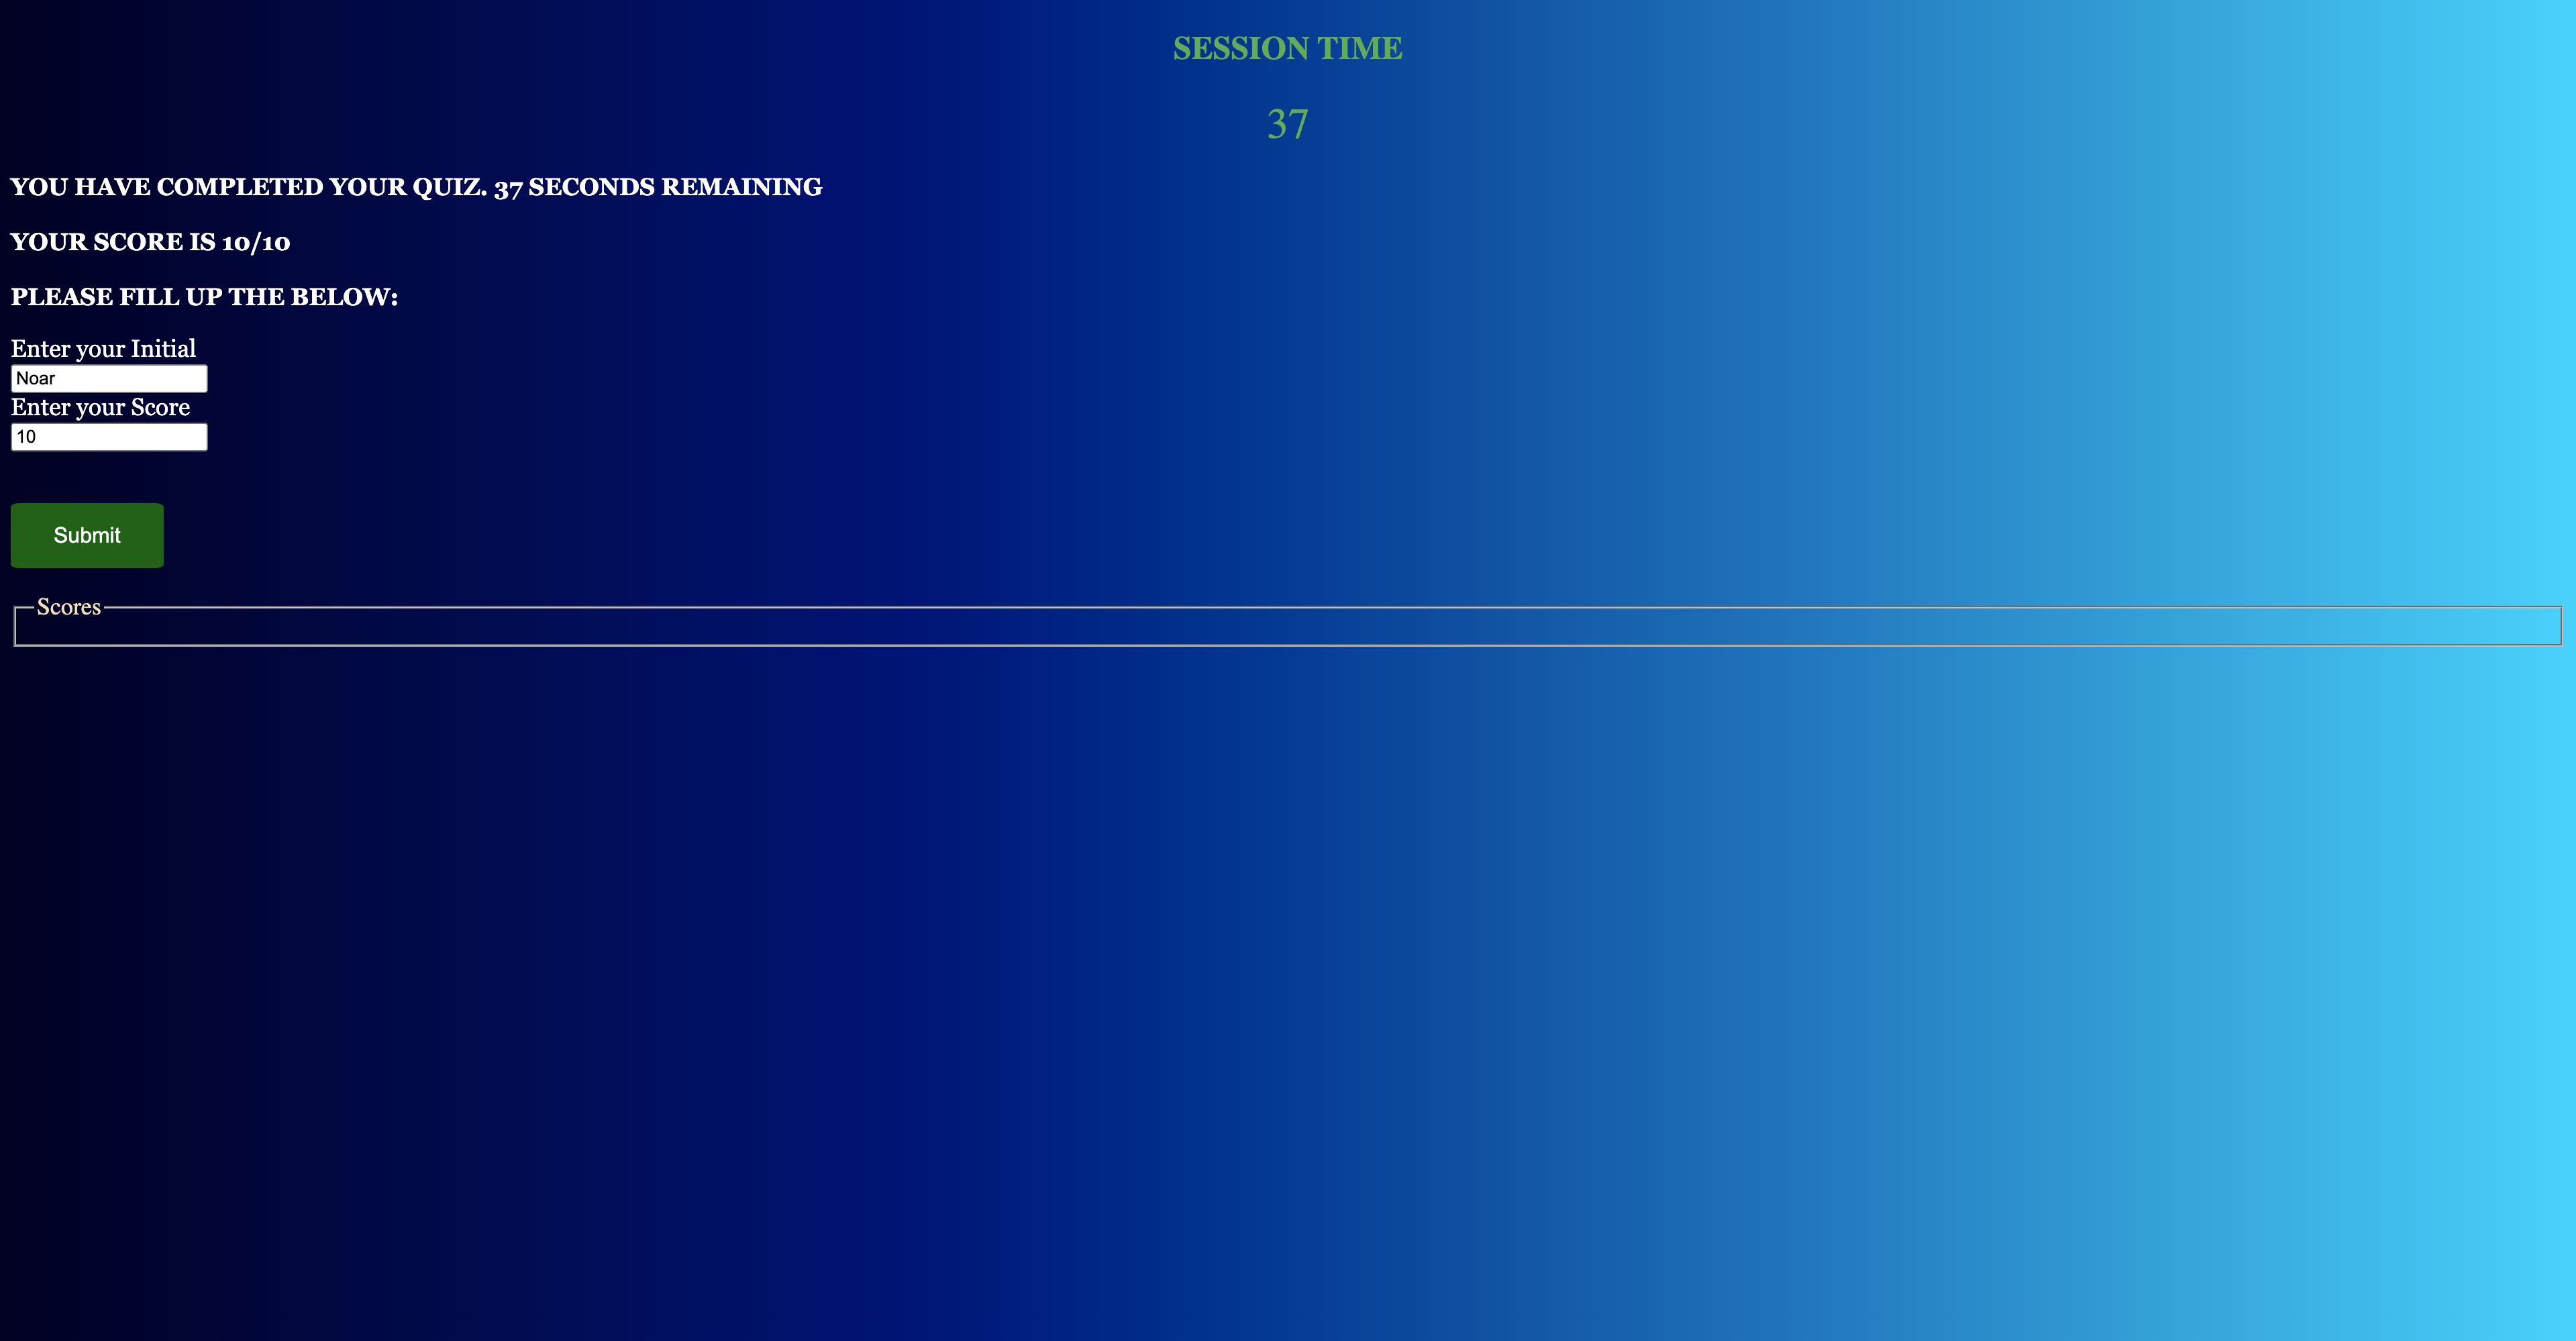 SESSION TIME
37
YOU HAVE COMPLETED YOUR QUIZ. 37 SECONDS REMAINING
YOUR SCORE IS 10/10
PLEASE FILL UP THE BELOW:
Enter your Initial
Noar
Enter your Score
10
Submit
Scores